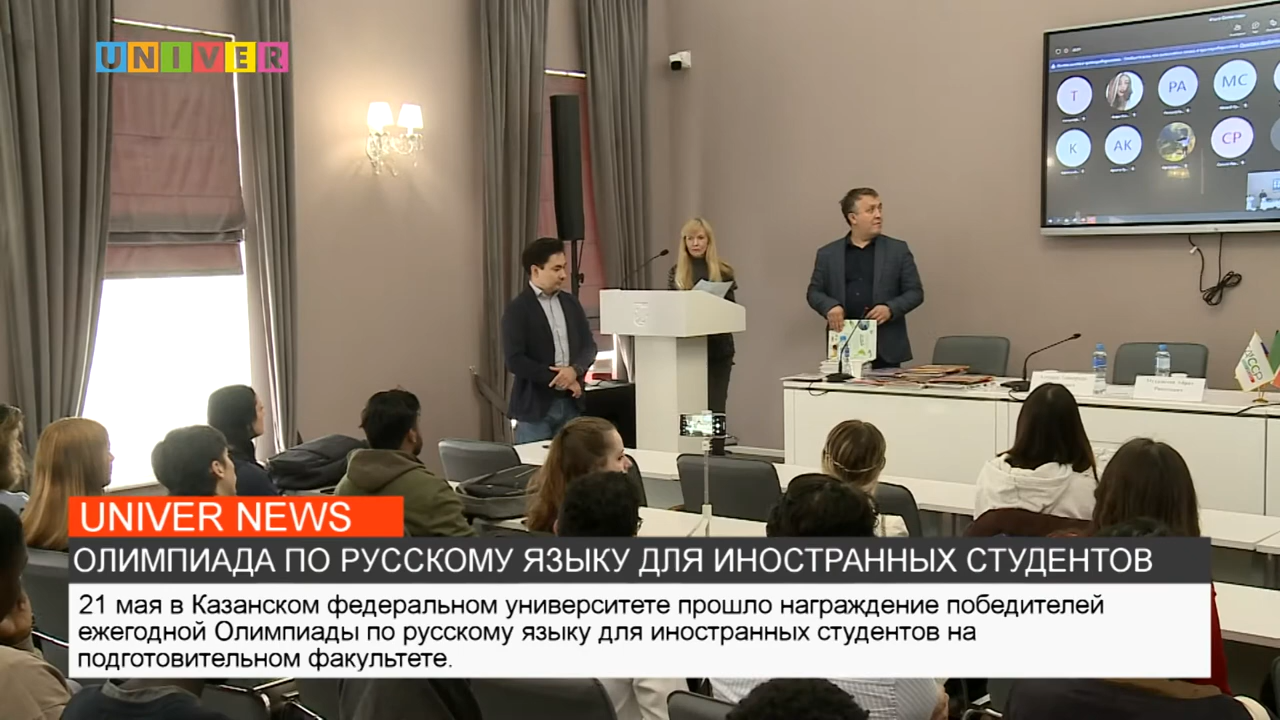 UNIVER
T
PA
MC
K
AK
CP
UNIVER NEWS
ОЛИМПИАДА ПО РУССКОМУ ЯЗЫКУ ДЛЯ ИНОСТРАННЫХ СТУДЕНТОВ
21 мая в Казанском федеральном университете прошло награждение победителей
ежегодной Олимпиады по русскому языку для иностранных студентов на
подготовительном факультете.